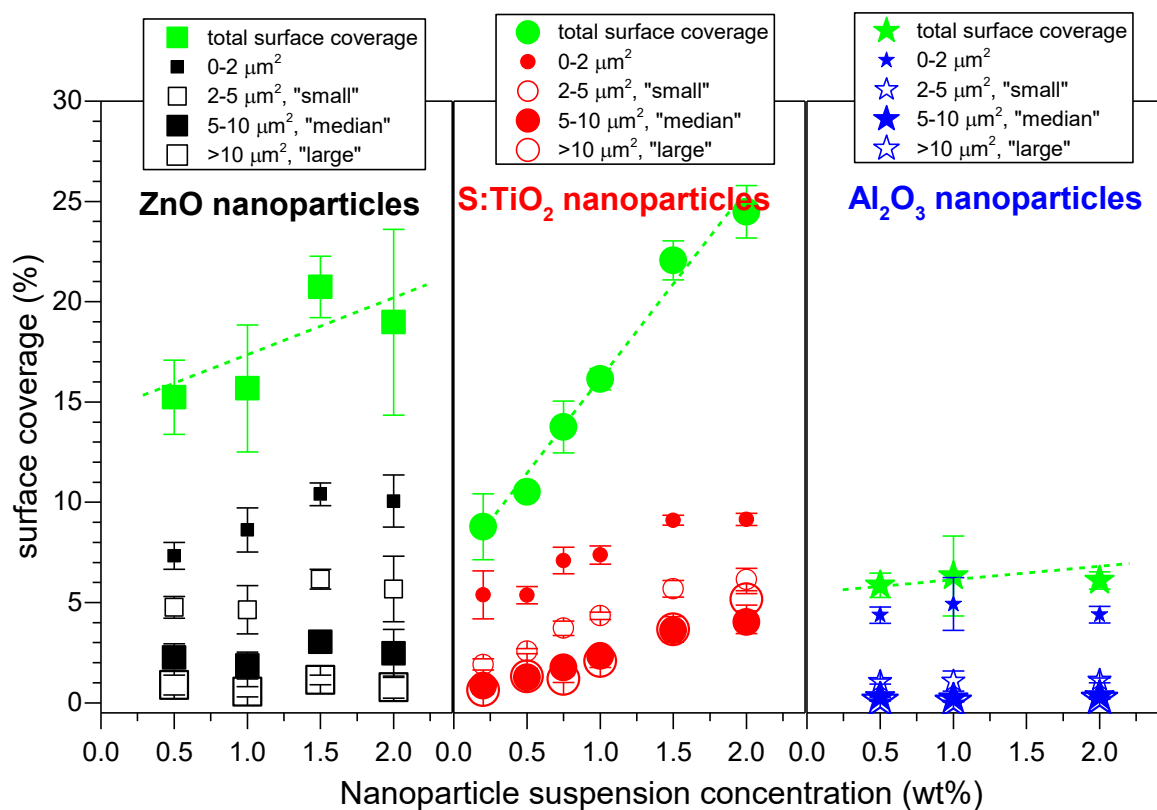 total surface coverage
0-2 μm²
2-5 μm², "small"
5-10 μm², "median"
>10 μm², "large"
total surface coverage
0-2 μm²
2-5 μm², "small"
5-10 μm², "median"
>10 μm², "large"
total surface coverage
0-2 μm²
2-5 μm², "small"
5-10 μm², "median"
>10 μm², "large"
ZnO nanoparticles
S:TiO₂ nanoparticles
Al₂O₃ nanoparticles
surface coverage (%)
30
25
20
15
10
5
0
0.0 0.5 1.0 1.5 2.0
0.0 0.5 1.0 1.5 2.0
0.0 0.5 1.0 1.5 2.0
Nanoparticle suspension concentration (wt%)